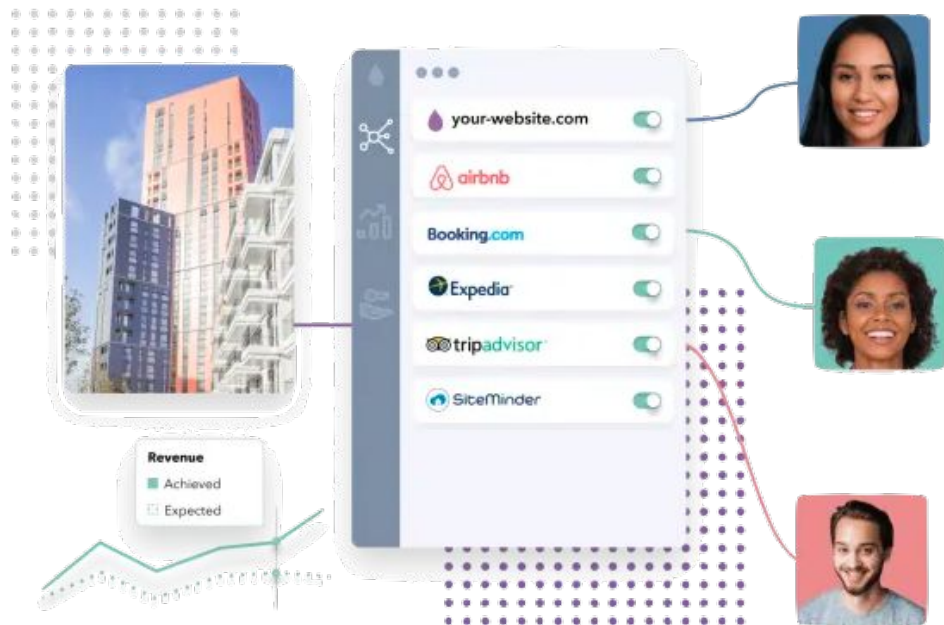 your-website.com
airbnb
Booking.com
Expedia
tripadvisor
SiteMinder
Revenue
Achieved
Expected